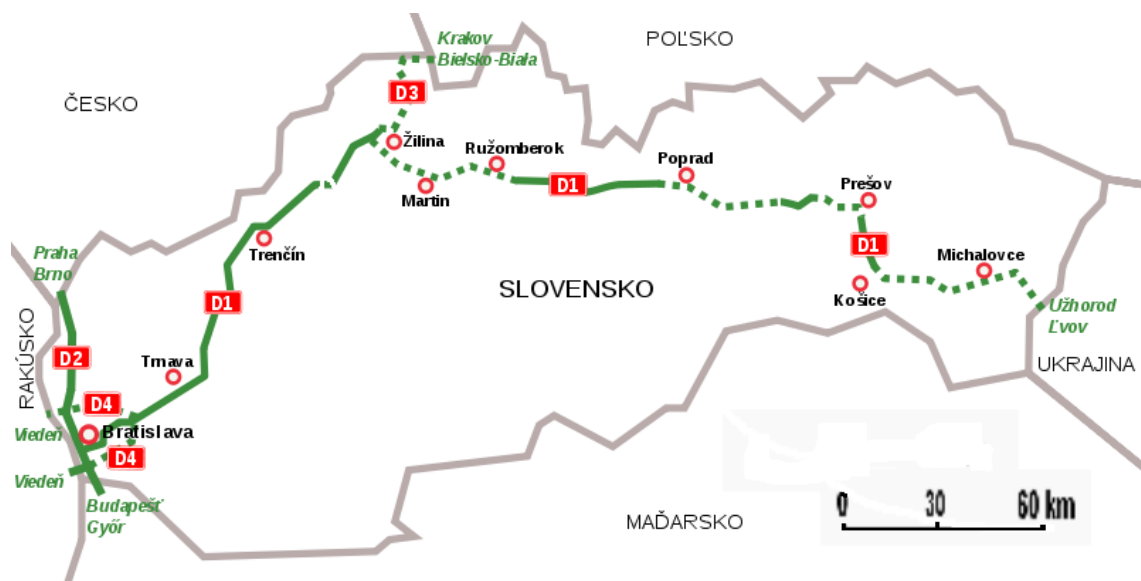 Krakov
Bielsko-Biala
POĽSKO
ČESKO
D3
Žilina
Ružomberok
Poprad
D1
Martin
Prešov
Trenčín
D1
Michalovce
Praha
Brno
SLOVENSKO
Košice
D1
Užhorod
Ľvov
RAKÚSKO
D2
Trnava
UKRAJINA
D4
Viedeň
Bratislava
D4
Viedeň
Budapešť
Győr
MAĎARSKO
0 30 60 km